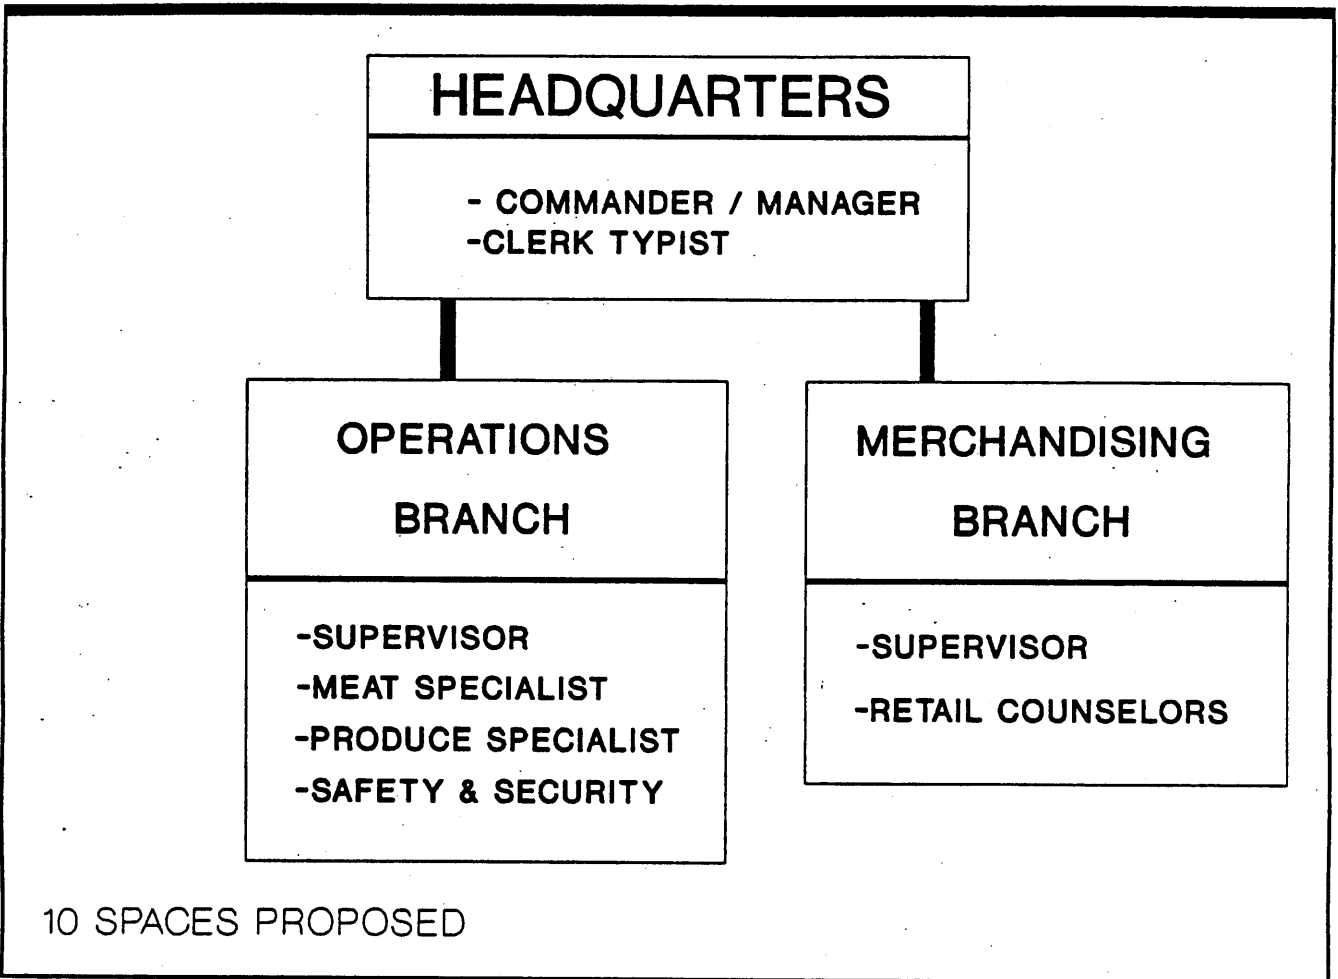 HEADQUARTERS
- COMMANDER / MANAGER
-CLERK TYPIST
OPERATIONS
BRANCH
-SUPERVISOR
-MEAT SPECIALIST
-PRODUCE SPECIALIST
-SAFETY & SECURITY
MERCHANDISING
BRANCH
-SUPERVISOR
-RETAIL COUNSELORS
10 SPACES PROPOSED